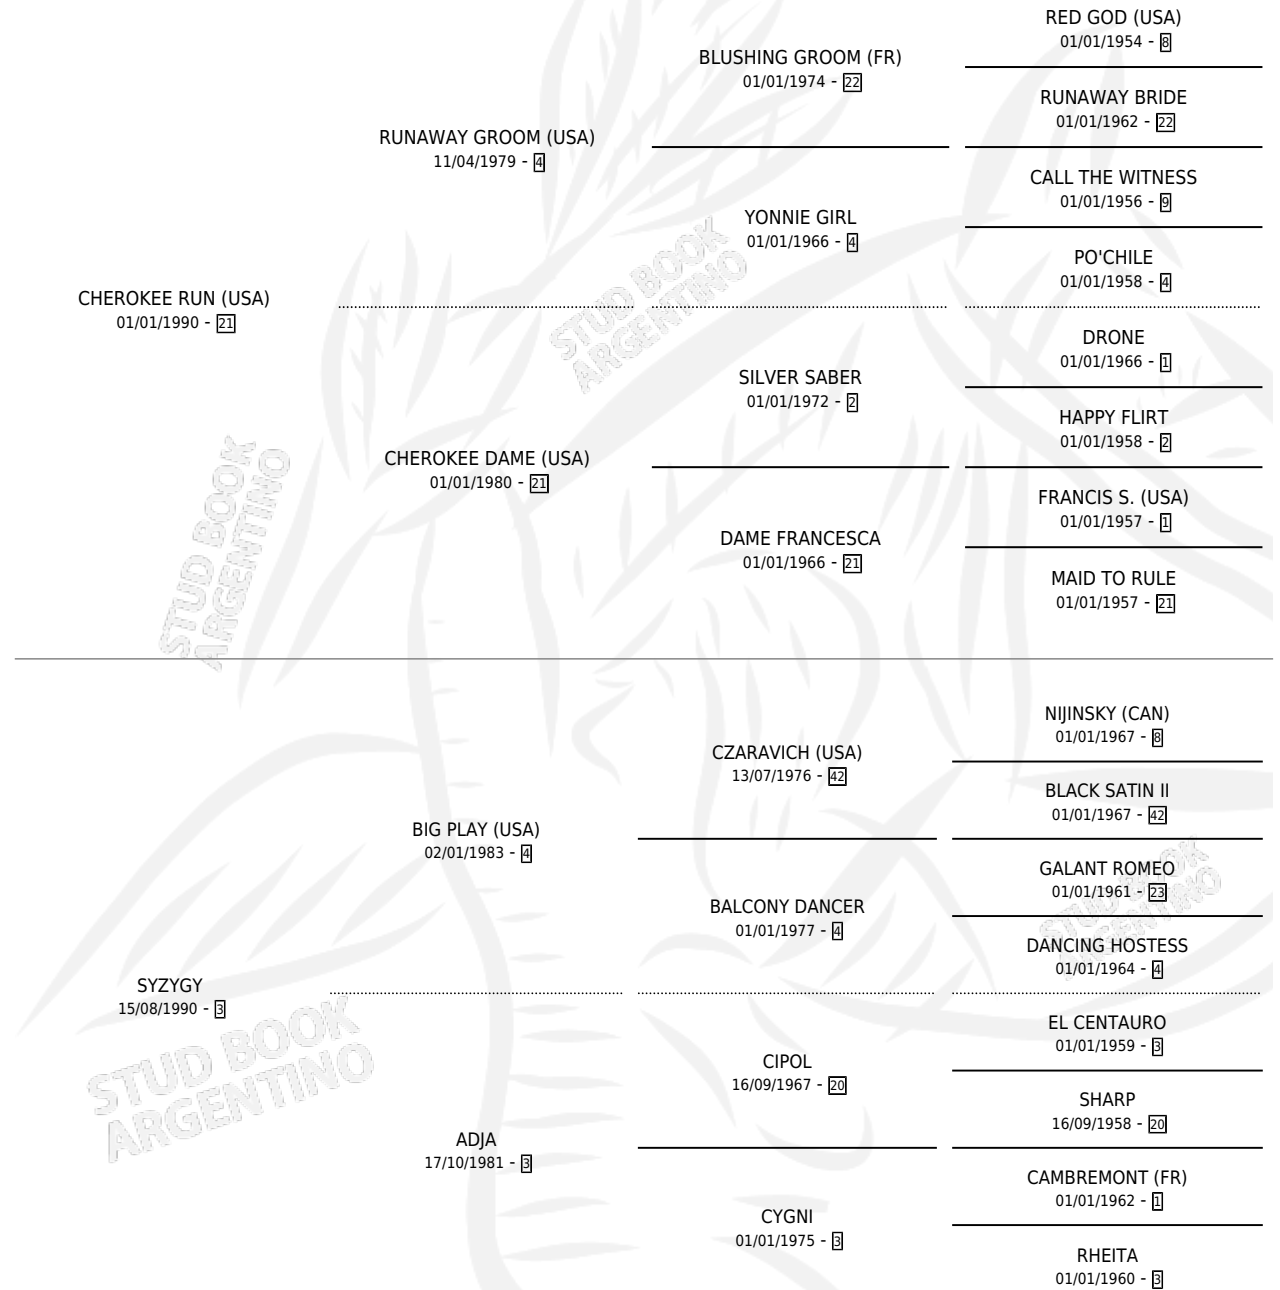 RED GOD (USA)
01/01/1954 - 8
BLUSHING GROOM (FR)
01/01/1974 - 22
RUNAWAY BRIDE
01/01/1962 - 22
RUNAWAY GROOM (USA)
11/04/1979 - 4
CALL THE WITNESS
01/01/1956 - 9
YONNIE GIRL
01/01/1966 - 4
PO'CHILE
01/01/1958 - 4
CHEROKEE RUN (USA)
01/01/1990 - 21
DRONE
01/01/1966 - 1
SILVER SABER
01/01/1972 - 2
HAPPY FLIRT
01/01/1958 - 2
CHEROKEE DAME (USA)
01/01/1980 - 21
FRANCIS S. (USA)
01/01/1957 - 1
DAME FRANCESCA
01/01/1966 - 21
MAID TO RULE
01/01/1957 - 21
STUD BOOK
ARGENTINO
STUD BOOK
ARGENTINO
NIJINSKY (CAN)
01/01/1967 - 8
CZARAVICH (USA)
13/07/1976 - 42
BLACK SATIN II
01/01/1967 - 42
BIG PLAY (USA)
02/01/1983 - 4
GALANT ROMEO
01/01/1961 - 23
BALCONY DANCER
01/01/1977 - 4
DANCING HOSTESS
01/01/1964 - 4
SYZYGY
15/08/1990 - 3
EL CENTAURO
01/01/1959 - 3
CIPOL
16/09/1967 - 20
SHARP
16/09/1958 - 20
ADJA
17/10/1981 - 3
CAMBREMONT (FR)
01/01/1962 - 1
CYGNI
01/01/1975 - 3
RHEITA
01/01/1960 - 3
STUD BOOK
ARGENTINO
STUD BOOK
ARGENTINO